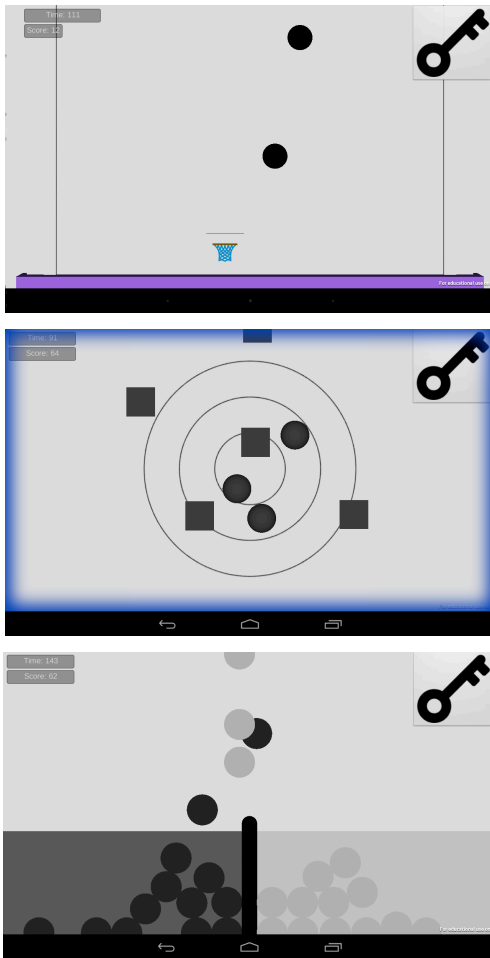 Time: 111
Score: 12
For educational use o
Time: 91
Score: 64
Time: 143
Score: 62
For educational use o